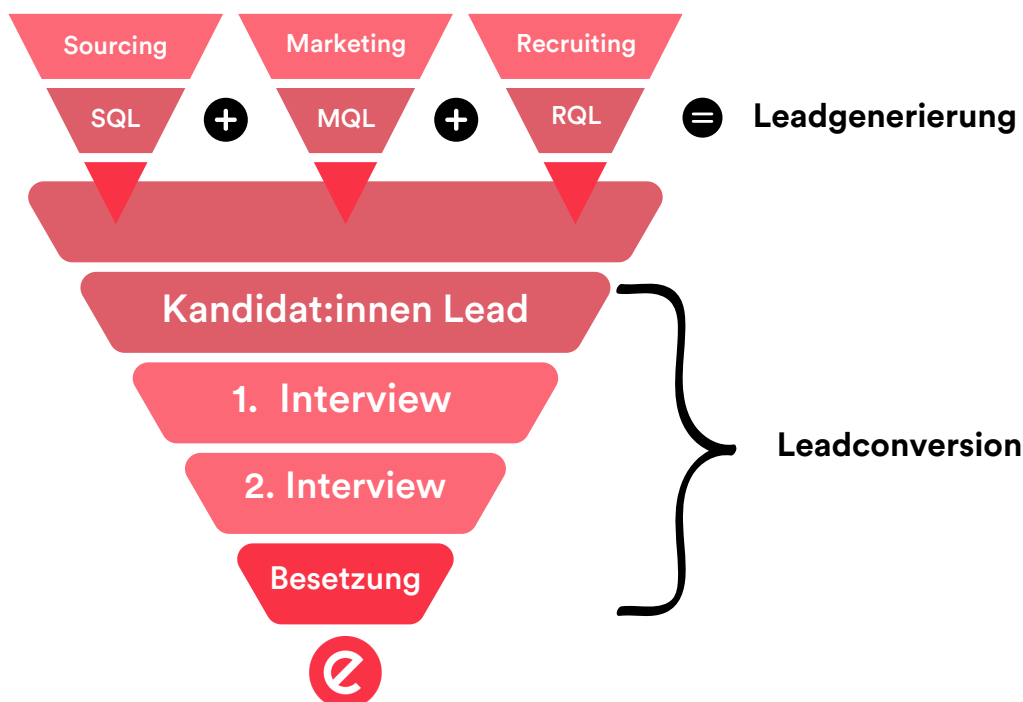 Sourcing
Marketing
Recruiting
SQL
+
MQL
+
RQL
=
Leadgenerierung
Kandidat:innen Lead
1. Interview
2. Interview
Leadconversion
Besetzung
e